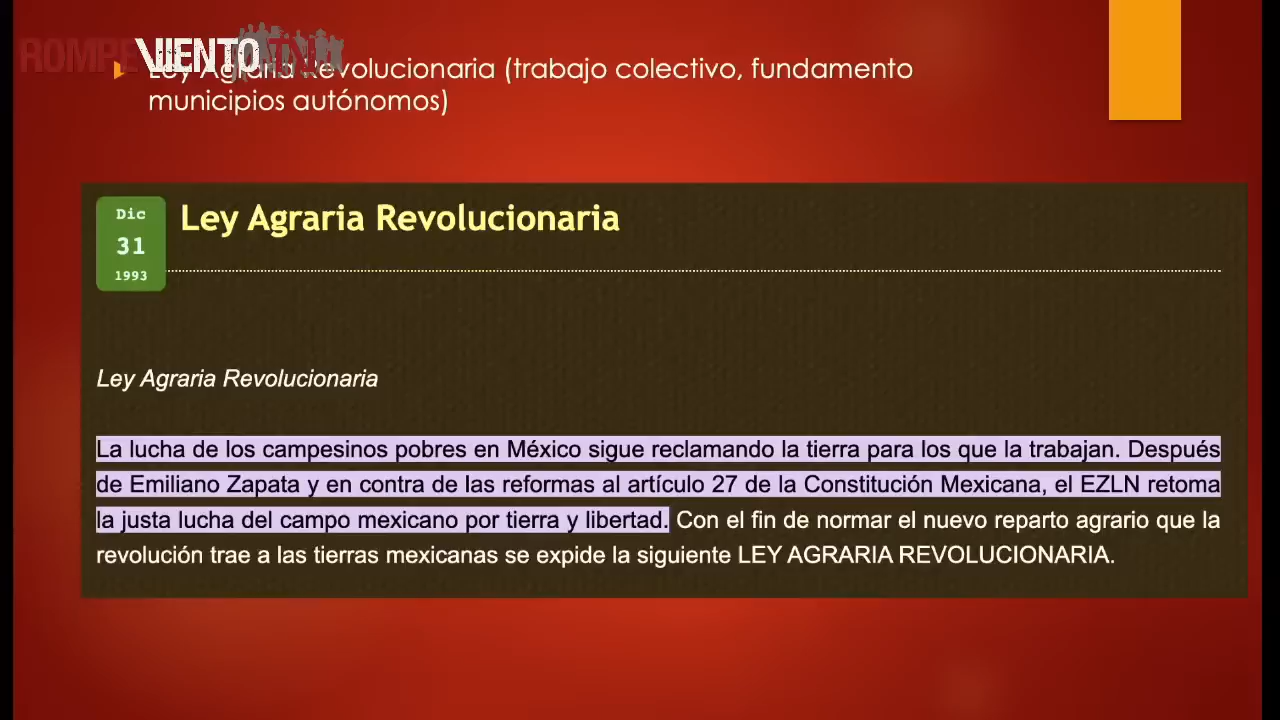 ROMPEVIENTO
Ley Agraria Revolucionaria (trabajo colectivo, fundamento
municipios autónomos)
Dic
31
1993
Ley Agraria Revolucionaria
Ley Agraria Revolucionaria
La lucha de los campesinos pobres en México sigue reclamando la tierra para los que la trabajan. Después
de Emiliano Zapata y en contra de las reformas al artículo 27 de la Constitución Mexicana, el EZLN retoma
la justa lucha del campo mexicano por tierra y libertad. Con el fin de normar el nuevo reparto agrario que la
revolución trae a las tierras mexicanas se expide la siguiente LEY AGRARIA REVOLUCIONARIA.